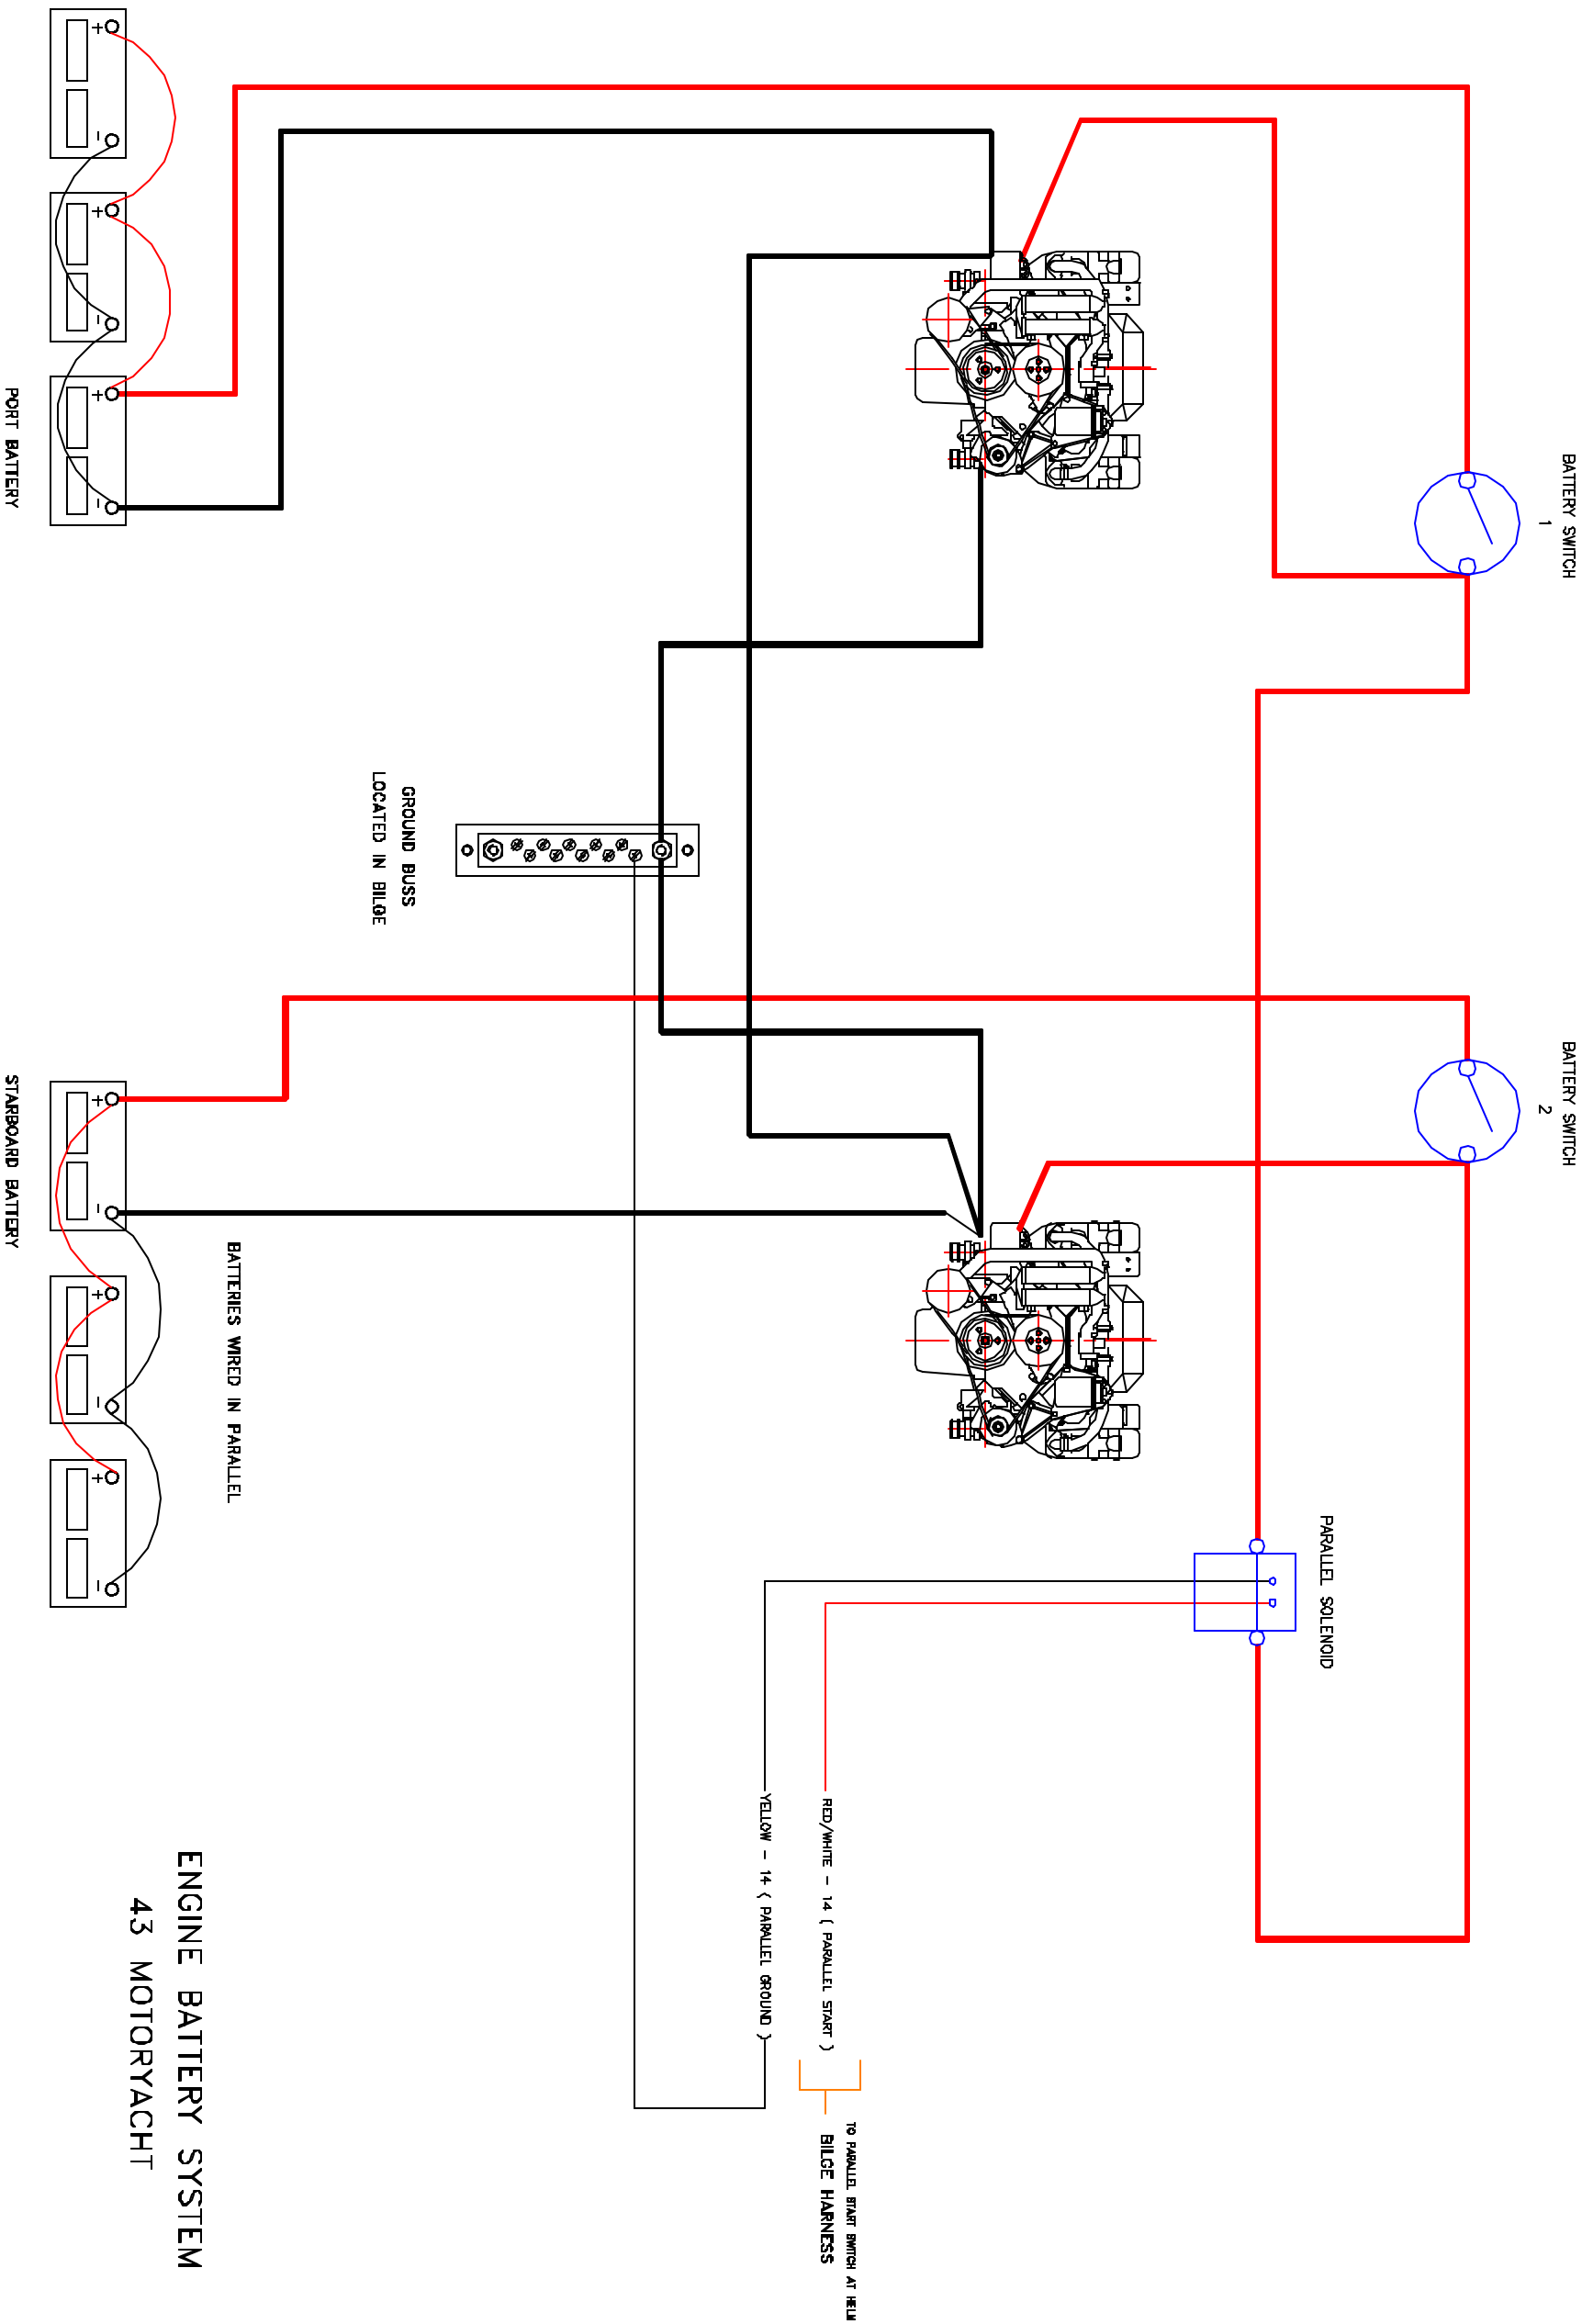 BATTERY SWITCH
1
BATTERY SWITCH
2
PARALLEL SOLENOID
TO PARALLEL START SWITCH AT HELM
BILGE HARNESS
RED/WHITE - 14 ( PARALLEL START )
YELLOW - 14 ( PARALLEL GROUND )
GROUND BUSS
LOCATED IN BILGE
BATTERIES WIRED IN PARALLEL
+ - + - + -
+ - + - + -
PORT BATTERY
STARBOARD BATTERY
ENGINE BATTERY SYSTEM
43 MOTORYACHT